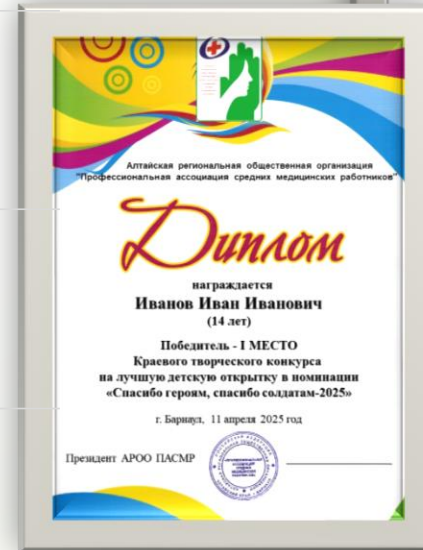 Алтайская региональная общественная организация
"Профессиональная ассоциация средних медицинских работников"
Диплом
награждается
Иванов Иван Иванович
(14 лет)
Победитель - I МЕСТО
Краевого творческого конкурса
на лучшую детскую открытку в номинации
«Спасибо героям, спасибо солдатам-2025»
г. Барнаул, 11 апреля 2025 год
Президент АРОО ПАСМР